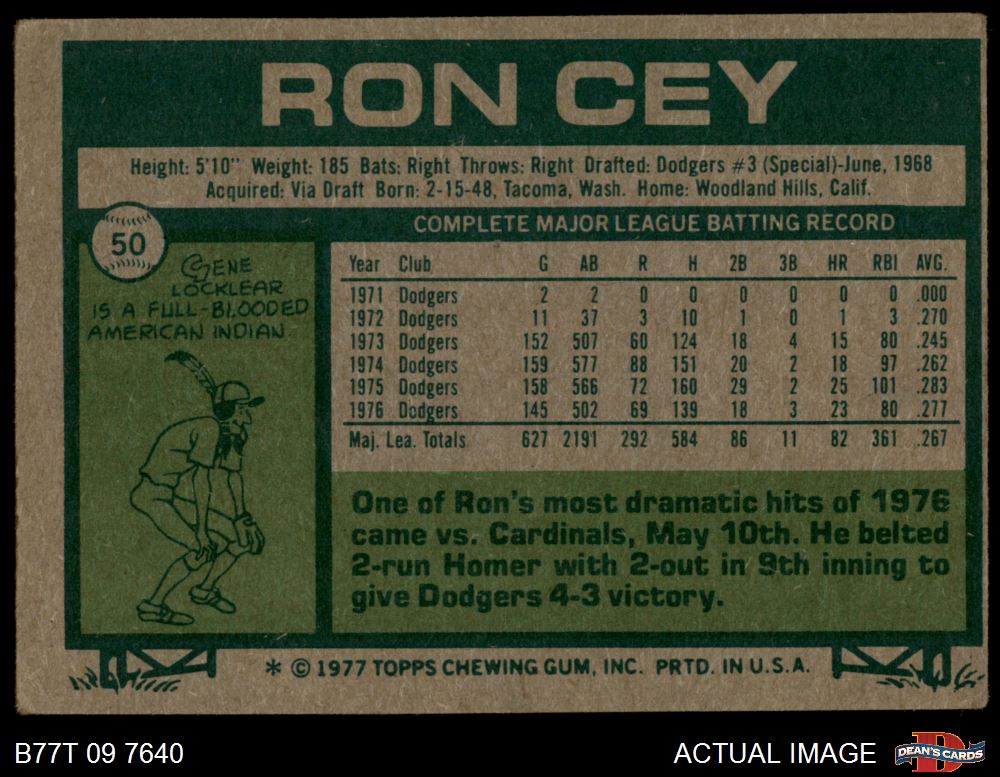 RON CEY
Height: 5'10" Weight: 185 Bats: Right Throws: Right Drafted: Dodgers #3 (Special)-June, 1968
Acquired: Via Draft Born: 2-15-48, Tacoma, Wash. Home: Woodland Hills, Calif.
50
GENE
LOCKLEAR
IS A FULL-BLOODED
AMERICAN INDIAN.
COMPLETE MAJOR LEAGUE BATTING RECORD
Year Club G AB R H 2B 3B HR RBI AVG.
1971 Dodgers 2 2 0 0 0 0 0 0 .000
1972 Dodgers 11 37 3 10 1 0 1 3 .270
1973 Dodgers 152 507 60 124 18 4 15 80 .245
1974 Dodgers 159 577 88 151 20 2 18 97 .262
1975 Dodgers 158 566 72 160 29 2 25 101 .283
1976 Dodgers 145 502 69 139 18 3 23 80 .277
Maj. Lea. Totals 627 2191 292 584 86 11 82 361 .267
One of Ron's most dramatic hits of 1976
came vs. Cardinals, May 10th. He belted
2-run Homer with 2-out in 9th inning to
give Dodgers 4-3 victory.
* © 1977 TOPPS CHEWING GUM, INC. PRTD. IN U.S.A.
B77T 09 7640
ACTUAL IMAGE
D
DEAN'S CARDS